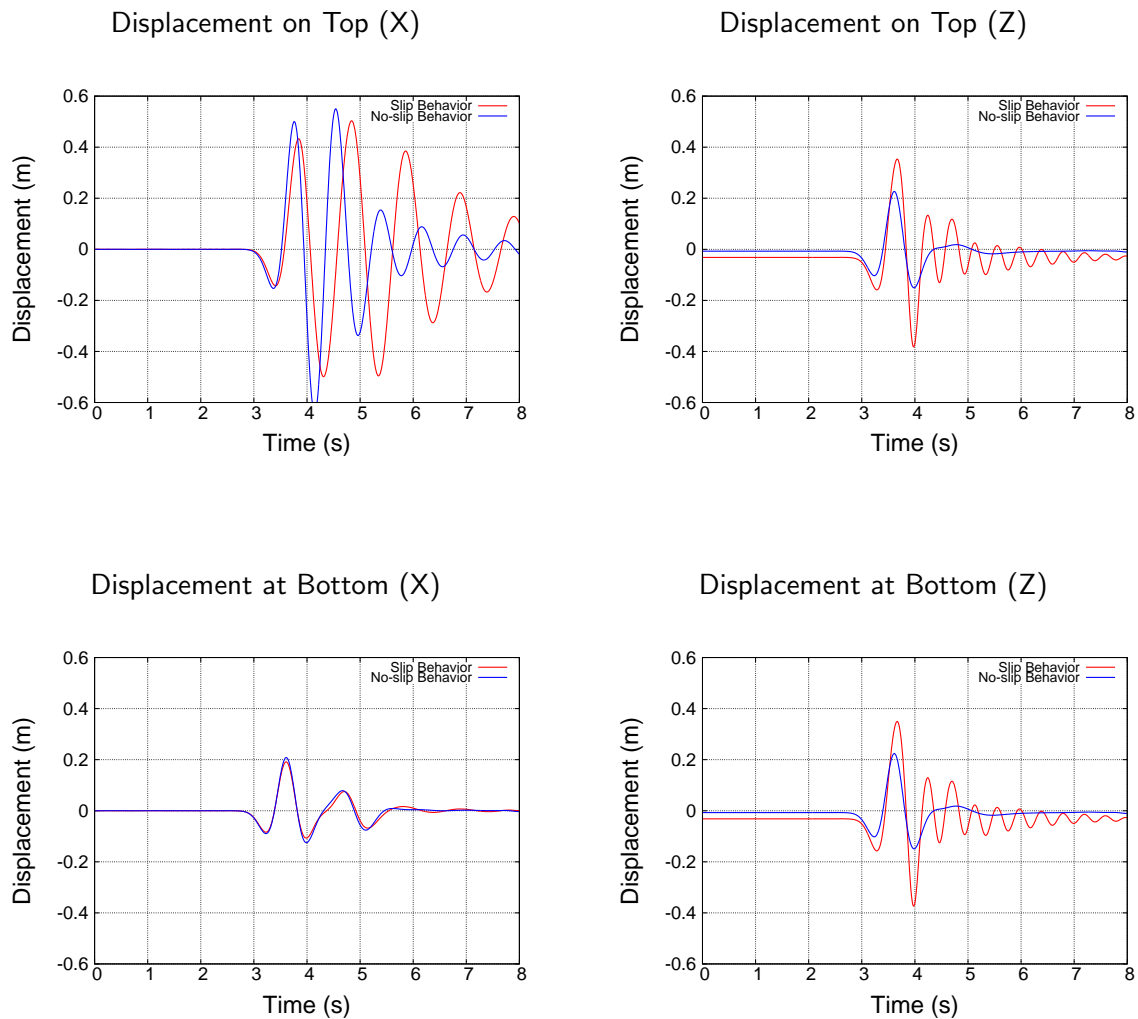 Displacement on Top (X)
Displacement (m)
0.6
0.4
0.2
0
-0.2
-0.4
-0.6
0 1 2 3 4 5 6 7 8
Time (s)
Slip Behavior
No-slip Behavior
Displacement on Top (Z)
Displacement (m)
0.6
0.4
0.2
0
-0.2
-0.4
-0.6
0 1 2 3 4 5 6 7 8
Time (s)
Slip Behavior
No-slip Behavior
Displacement at Bottom (X)
Displacement (m)
0.6
0.4
0.2
0
-0.2
-0.4
-0.6
0 1 2 3 4 5 6 7 8
Time (s)
Slip Behavior
No-slip Behavior
Displacement at Bottom (Z)
Displacement (m)
0.6
0.4
0.2
0
-0.2
-0.4
-0.6
0 1 2 3 4 5 6 7 8
Time (s)
Slip Behavior
No-slip Behavior